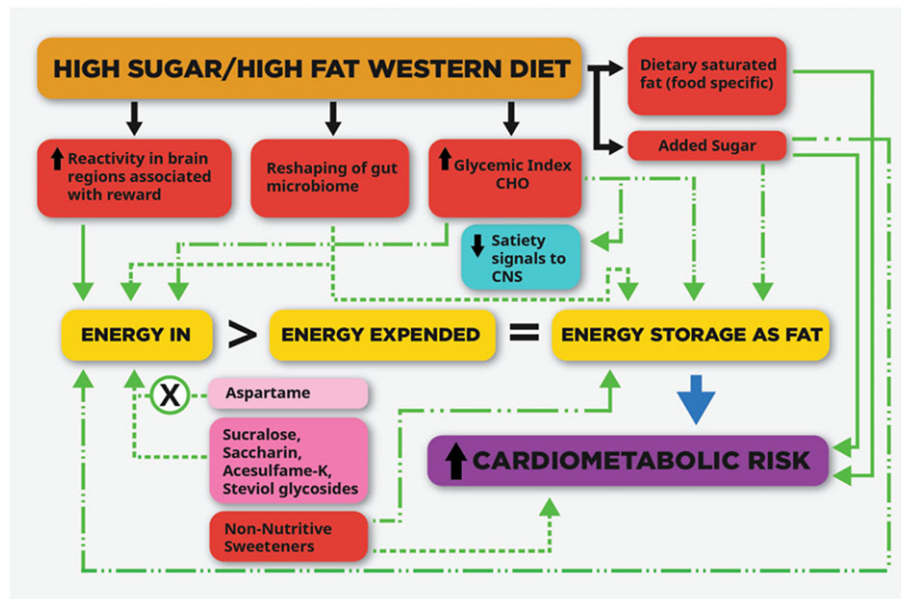 HIGH SUGAR/HIGH FAT WESTERN DIET
Dietary saturated
fat (food specific)
Added Sugar
Reactivity in brain
regions associated
with reward
Reshaping of gut
microbiome
Glycemic Index
CHO
Satiety
signals to
CNS
ENERGY IN
>
ENERGY EXPENDED
=
ENERGY STORAGE AS FAT
X
Aspartame
Sucralose,
Saccharin,
Acesulfame-K,
Steviol glycosides
CARDIOMETABOLIC RISK
Non-Nutritive
Sweeteners